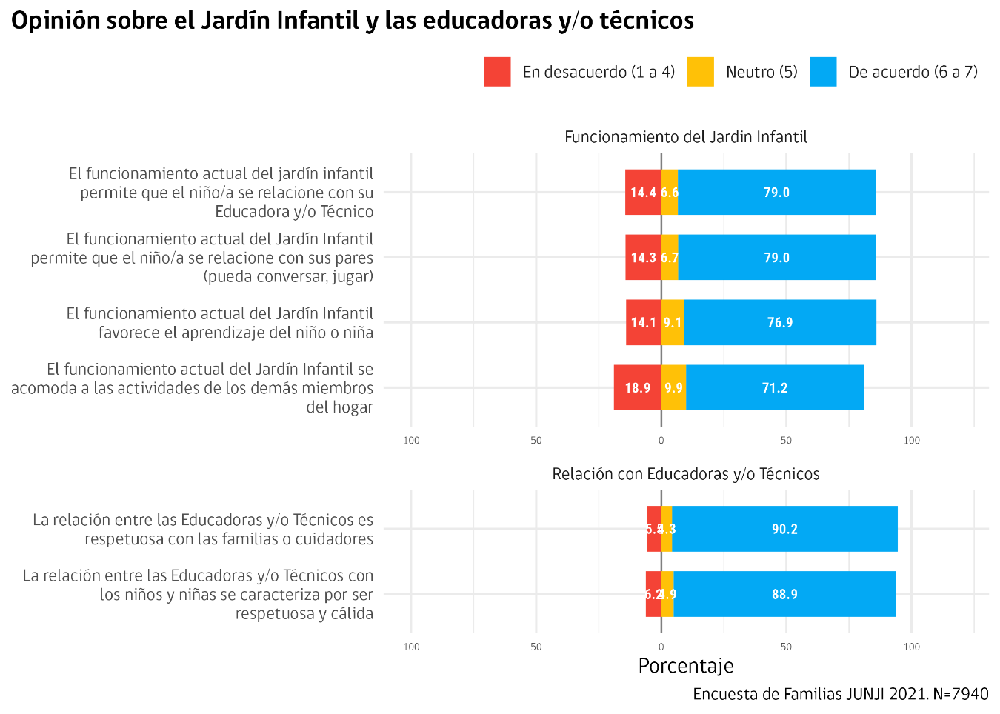 Opinión sobre el Jardín Infantil y las educadoras y/o técnicos
En desacuerdo (1 a 4) Neutro (5) De acuerdo (6 a 7)
Funcionamiento del Jardin Infantil
El funcionamiento actual del jardín infantil
permite que el niño/a se relacione con su
Educadora y/o Técnico
14.4 6.6 79.0
El funcionamiento actual del Jardín Infantil
permite que el niño/a se relacione con sus pares
(pueda conversar, jugar)
14.3 6.7 79.0
El funcionamiento actual del Jardín Infantil
favorece el aprendizaje del niño o niña
14.1 9.1 76.9
El funcionamiento actual del Jardín Infantil se
acomoda a las actividades de los demás miembros
del hogar
18.9 9.9 71.2
100 50 0 50 100
Relación con Educadoras y/o Técnicos
La relación entre las Educadoras y/o Técnicos es
respetuosa con las familias o cuidadores
4.3 90.2
La relación entre las Educadoras y/o Técnicos con
los niños y niñas se caracteriza por ser
respetuosa y cálida
6.2 4.9 88.9
100 50 0 50 100
Porcentaje
Encuesta de Familias JUNJI 2021. N=7940